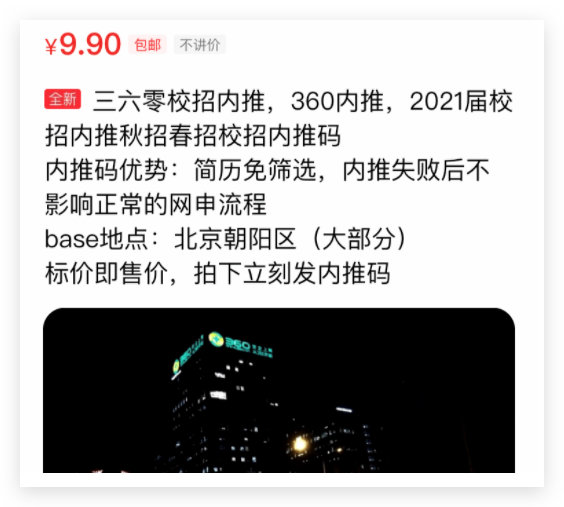 ¥9.90 包邮 不讲价
全新 三六零校招内推，360内推，2021届校
招内推秋招春招校招内推码
内推码优势：简历免筛选，内推失败后不
影响正常的网申流程
base地点：北京朝阳区（大部分）
标价即售价，拍下立刻发内推码
360